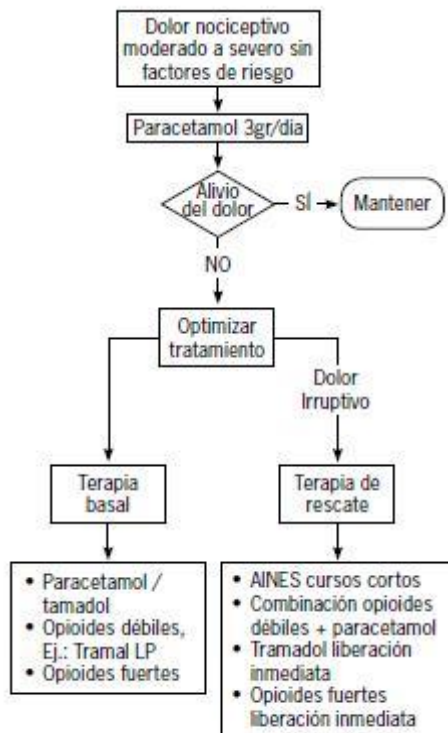 Dolor nociceptivo
moderado a severo sin
factores de riesgo
Paracetamol 3gr/dia
Alivio
del dolor
SÍ
Mantener
NO
Optimizar
tratamiento
Dolor
Irruptivo
Terapia
basal
Terapia de
rescate
• Paracetamol /
tamadol
• Opioides débiles,
Ej.: Tramal LP
• Opioides fuertes
• AINES cursos cortos
• Combinación opioides
débiles + paracetamol
• Tramadol liberación
inmediata
• Opioides fuertes
liberación inmediata